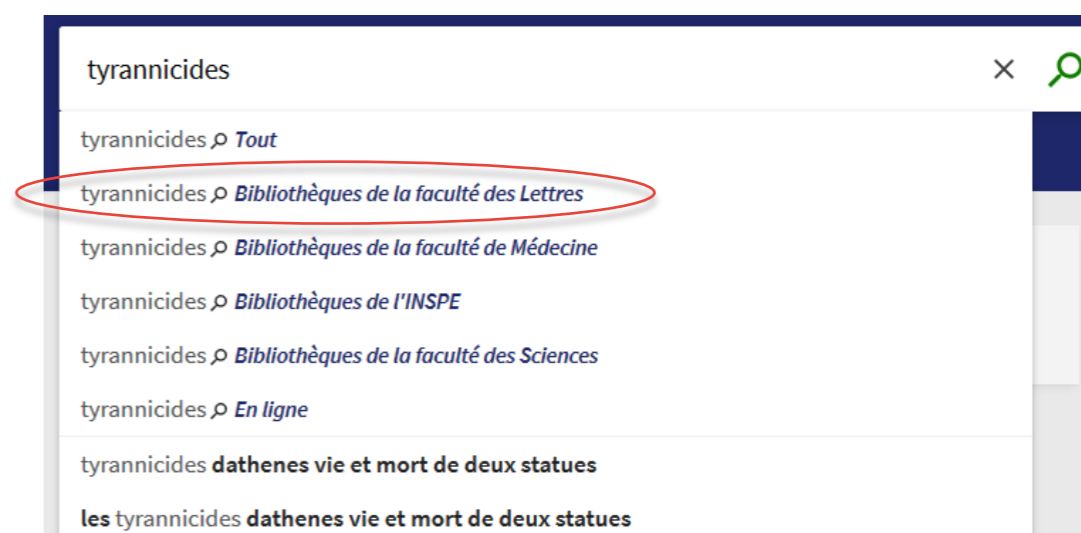 tyrannicides
tyrannicides Tout
tyrannicides Bibliothèques de la faculté des Lettres
tyrannicides Bibliothèques de la faculté de Médecine
tyrannicides Bibliothèques de l'INSPE
tyrannicides Bibliothèques de la faculté des Sciences
tyrannicides En ligne
tyrannicides dathenes vie et mort de deux statues
les tyrannicides dathenes vie et mort de deux statues